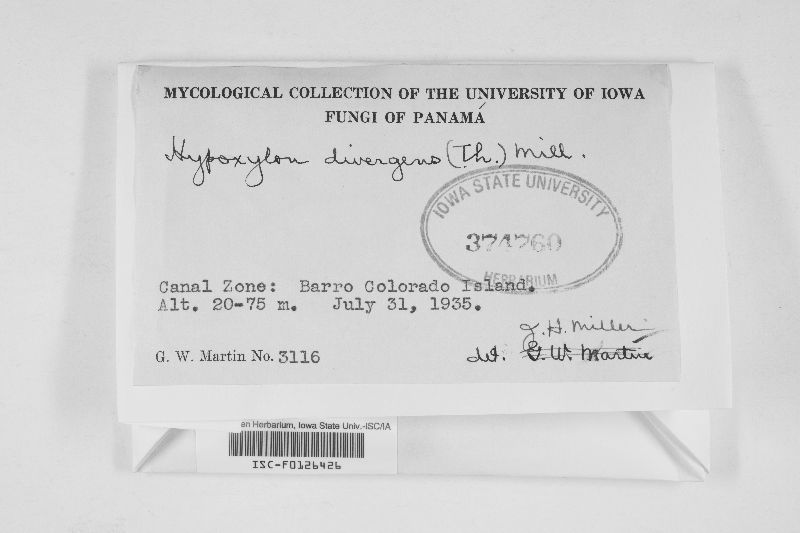 MYCOLOGICAL COLLECTION OF THE UNIVERSITY OF IOWA
FUNGI OF PANAMÁ
Hypoxylon divergens (Th.) Mill.
IOWA STATE UNIVERSITY
374760
HERBARIUM
Canal Zone: Barro Colorado Island.
Alt. 20-75 m. July 31, 1935.
J. H. Miller
G. W. Martin No. 3116
det. G. W. Martin
en Herbarium, Iowa State Univ.-ISC/IA
ISC-F0126426